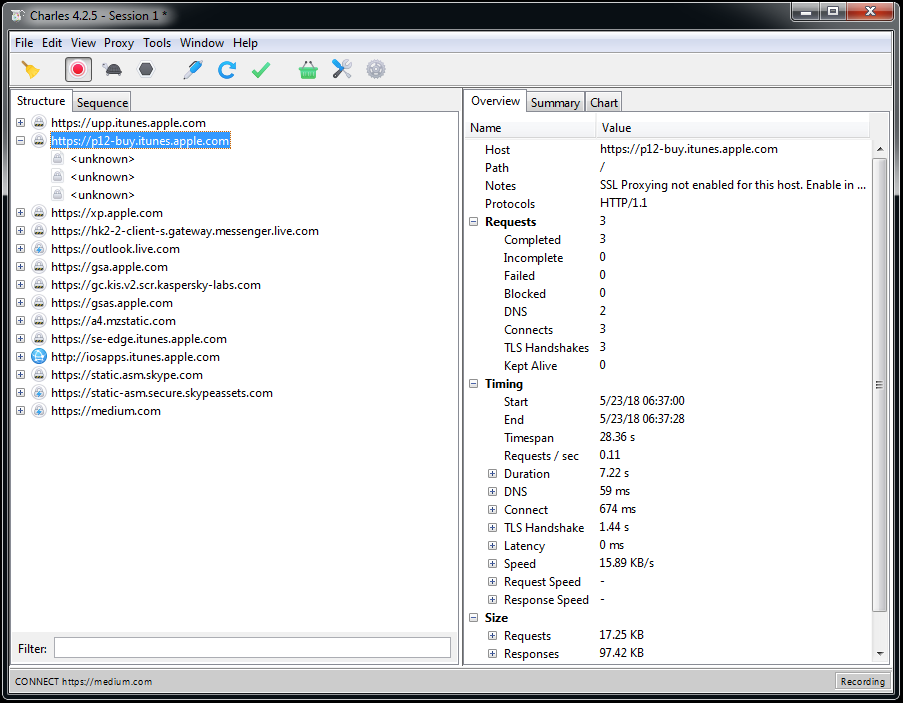 Charles 4.2.5 - Session 1 *
File Edit View Proxy Tools Window Help
Structure Sequence
https://upp.itunes.apple.com
https://p12-buy.itunes.apple.com
<unknown>
<unknown>
<unknown>
https://xp.apple.com
https://hk2-2-client-s.gateway.messenger.live.com
https://outlook.live.com
https://gsa.apple.com
https://gc.kis.v2.scr.kaspersky-labs.com
https://gsas.apple.com
https://a4.mzstatic.com
https://se-edge.itunes.apple.com
http://iosapps.itunes.apple.com
https://static.asm.skype.com
https://static-asm.secure.skypeassets.com
https://medium.com
Filter:
Overview Summary Chart
Name Value
Host https://p12-buy.itunes.apple.com
Path /
Notes SSL Proxying not enabled for this host. Enable in ...
Protocols HTTP/1.1
Requests 3
Completed 3
Incomplete 0
Failed 0
Blocked 0
DNS 2
Connects 3
TLS Handshakes 3
Kept Alive 0
Timing
Start 5/23/18 06:37:00
End 5/23/18 06:37:28
Timespan 28.36 s
Requests / sec 0.11
Duration 7.22 s
DNS 59 ms
Connect 674 ms
TLS Handshake 1.44 s
Latency 0 ms
Speed 15.89 KB/s
Request Speed -
Response Speed -
Size
Requests 17.25 KB
Responses 97.42 KB
CONNECT https://medium.com
Recording